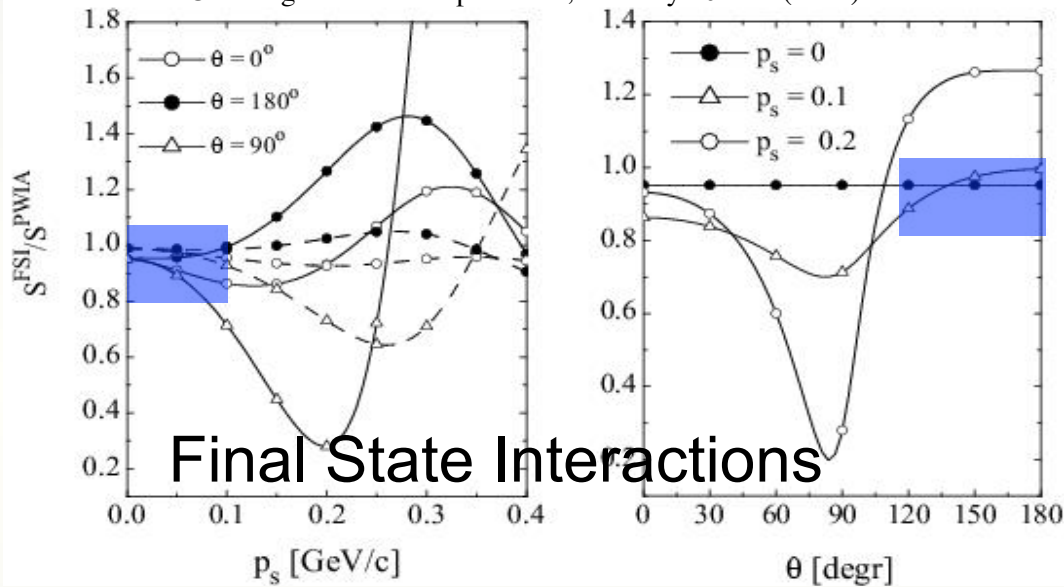 1.8
1.6
1.4
1.2
1.0
0.8
0.6
0.4
0.2
S^FSI/S^PWIA
θ = 0°
θ = 180°
θ = 90°
0.0 0.1 0.2 0.3 0.4
p_s [GeV/c]
1.4
1.2
1.0
0.8
0.6
0.4
p_s = 0
p_s = 0.1
p_s = 0.2
0 30 60 90 120 150 180
θ [degr]
Final State Interactions